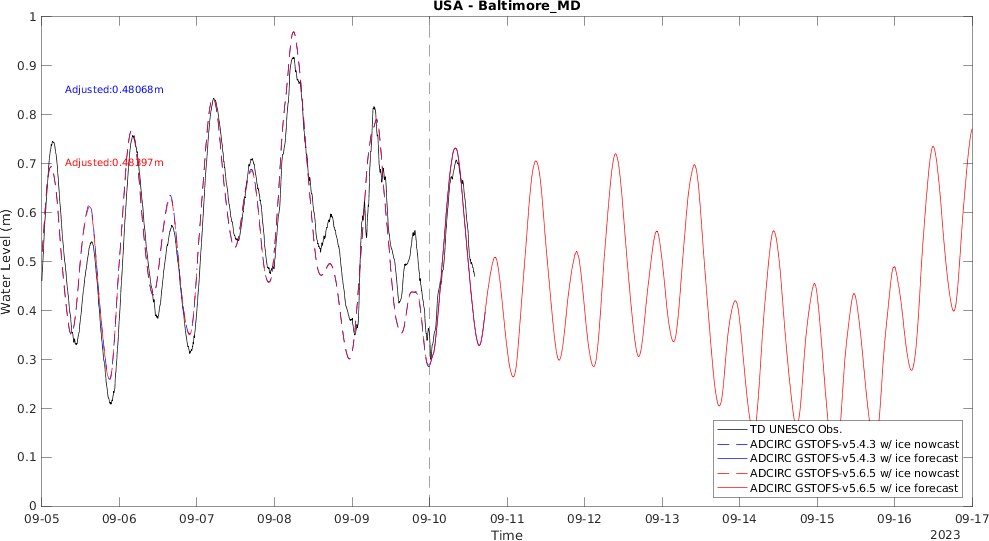 USA - Baltimore_MD
1
0.9
0.8
0.7
0.6
0.5
0.4
0.3
0.2
0.1
0
Water Level (m)
Adjusted:0.48068m
Adjusted:0.48397m
TD UNESCO Obs.
ADCIRC GSTOFS-v5.4.3 w/ ice nowcast
ADCIRC GSTOFS-v5.4.3 w/ ice forecast
ADCIRC GSTOFS-v5.6.5 w/ ice nowcast
ADCIRC GSTOFS-v5.6.5 w/ ice forecast
09-05 09-06 09-07 09-08 09-09 09-10 09-11 09-12 09-13 09-14 09-15 09-16 09-17
Time
2023